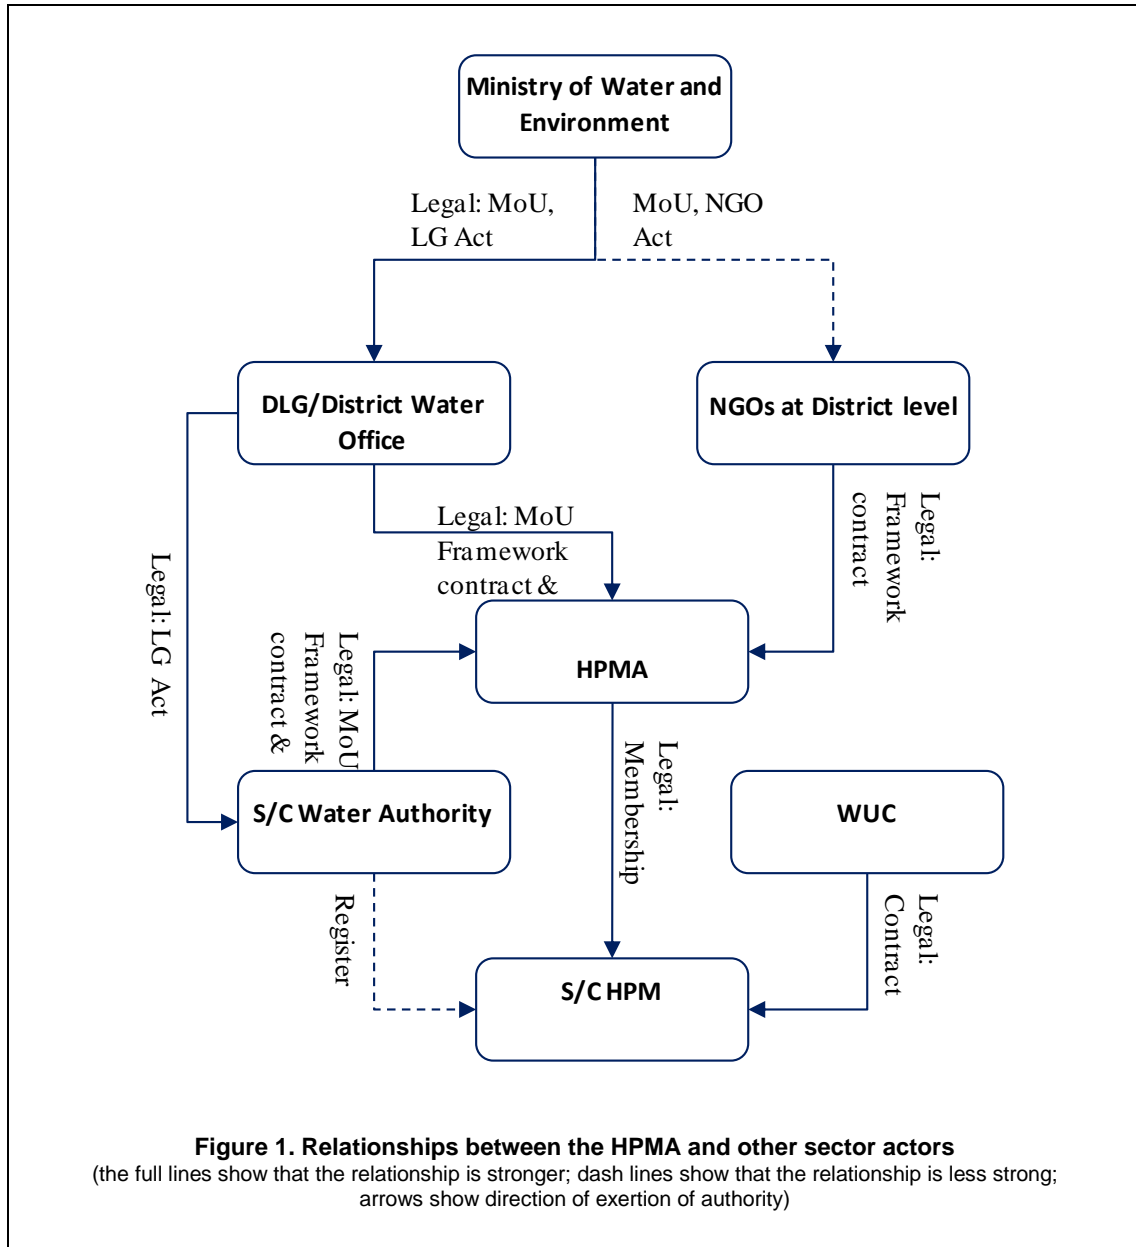 Ministry of Water and
Environment
Legal: MoU,
LG Act
MoU, NGO
Act
DLG/District Water
Office
NGOs at District level
Legal: MoU
Framework
contract &
Legal:
Framework
contract
Legal: LG Act
Legal: MoU
Framework
contract &
HPMA
Legal:
Membership
S/C Water Authority
WUC
Register
Legal:
Contract
S/C HPM
Figure 1. Relationships between the HPMA and other sector actors
(the full lines show that the relationship is stronger; dash lines show that the relationship is less strong;
arrows show direction of exertion of authority)